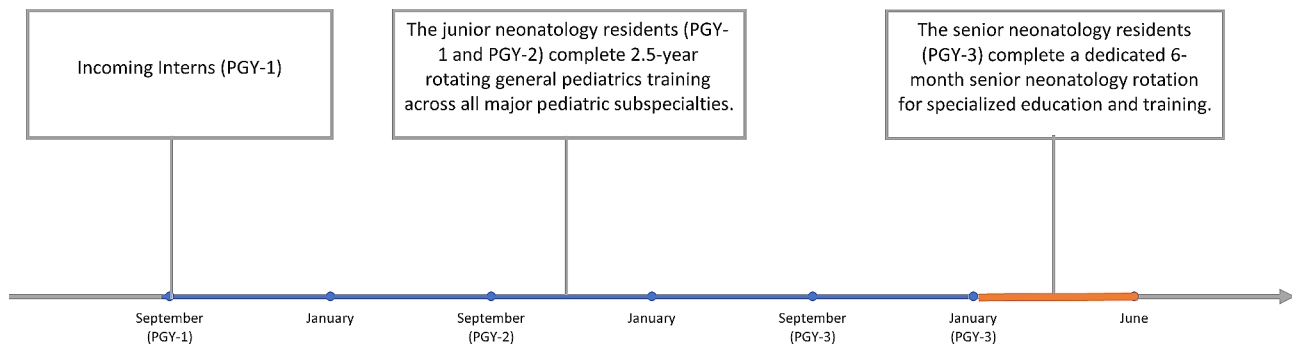 Incoming Interns (PGY-1)
The junior neonatology residents (PGY-
1 and PGY-2) complete 2.5-year
rotating general pediatrics training
across all major pediatric subspecialties.
The senior neonatology residents
(PGY-3) complete a dedicated 6-
month senior neonatology rotation
for specialized education and training.
September
(PGY-1)
January
September
(PGY-2)
January
September
(PGY-3)
January
(PGY-3)
June